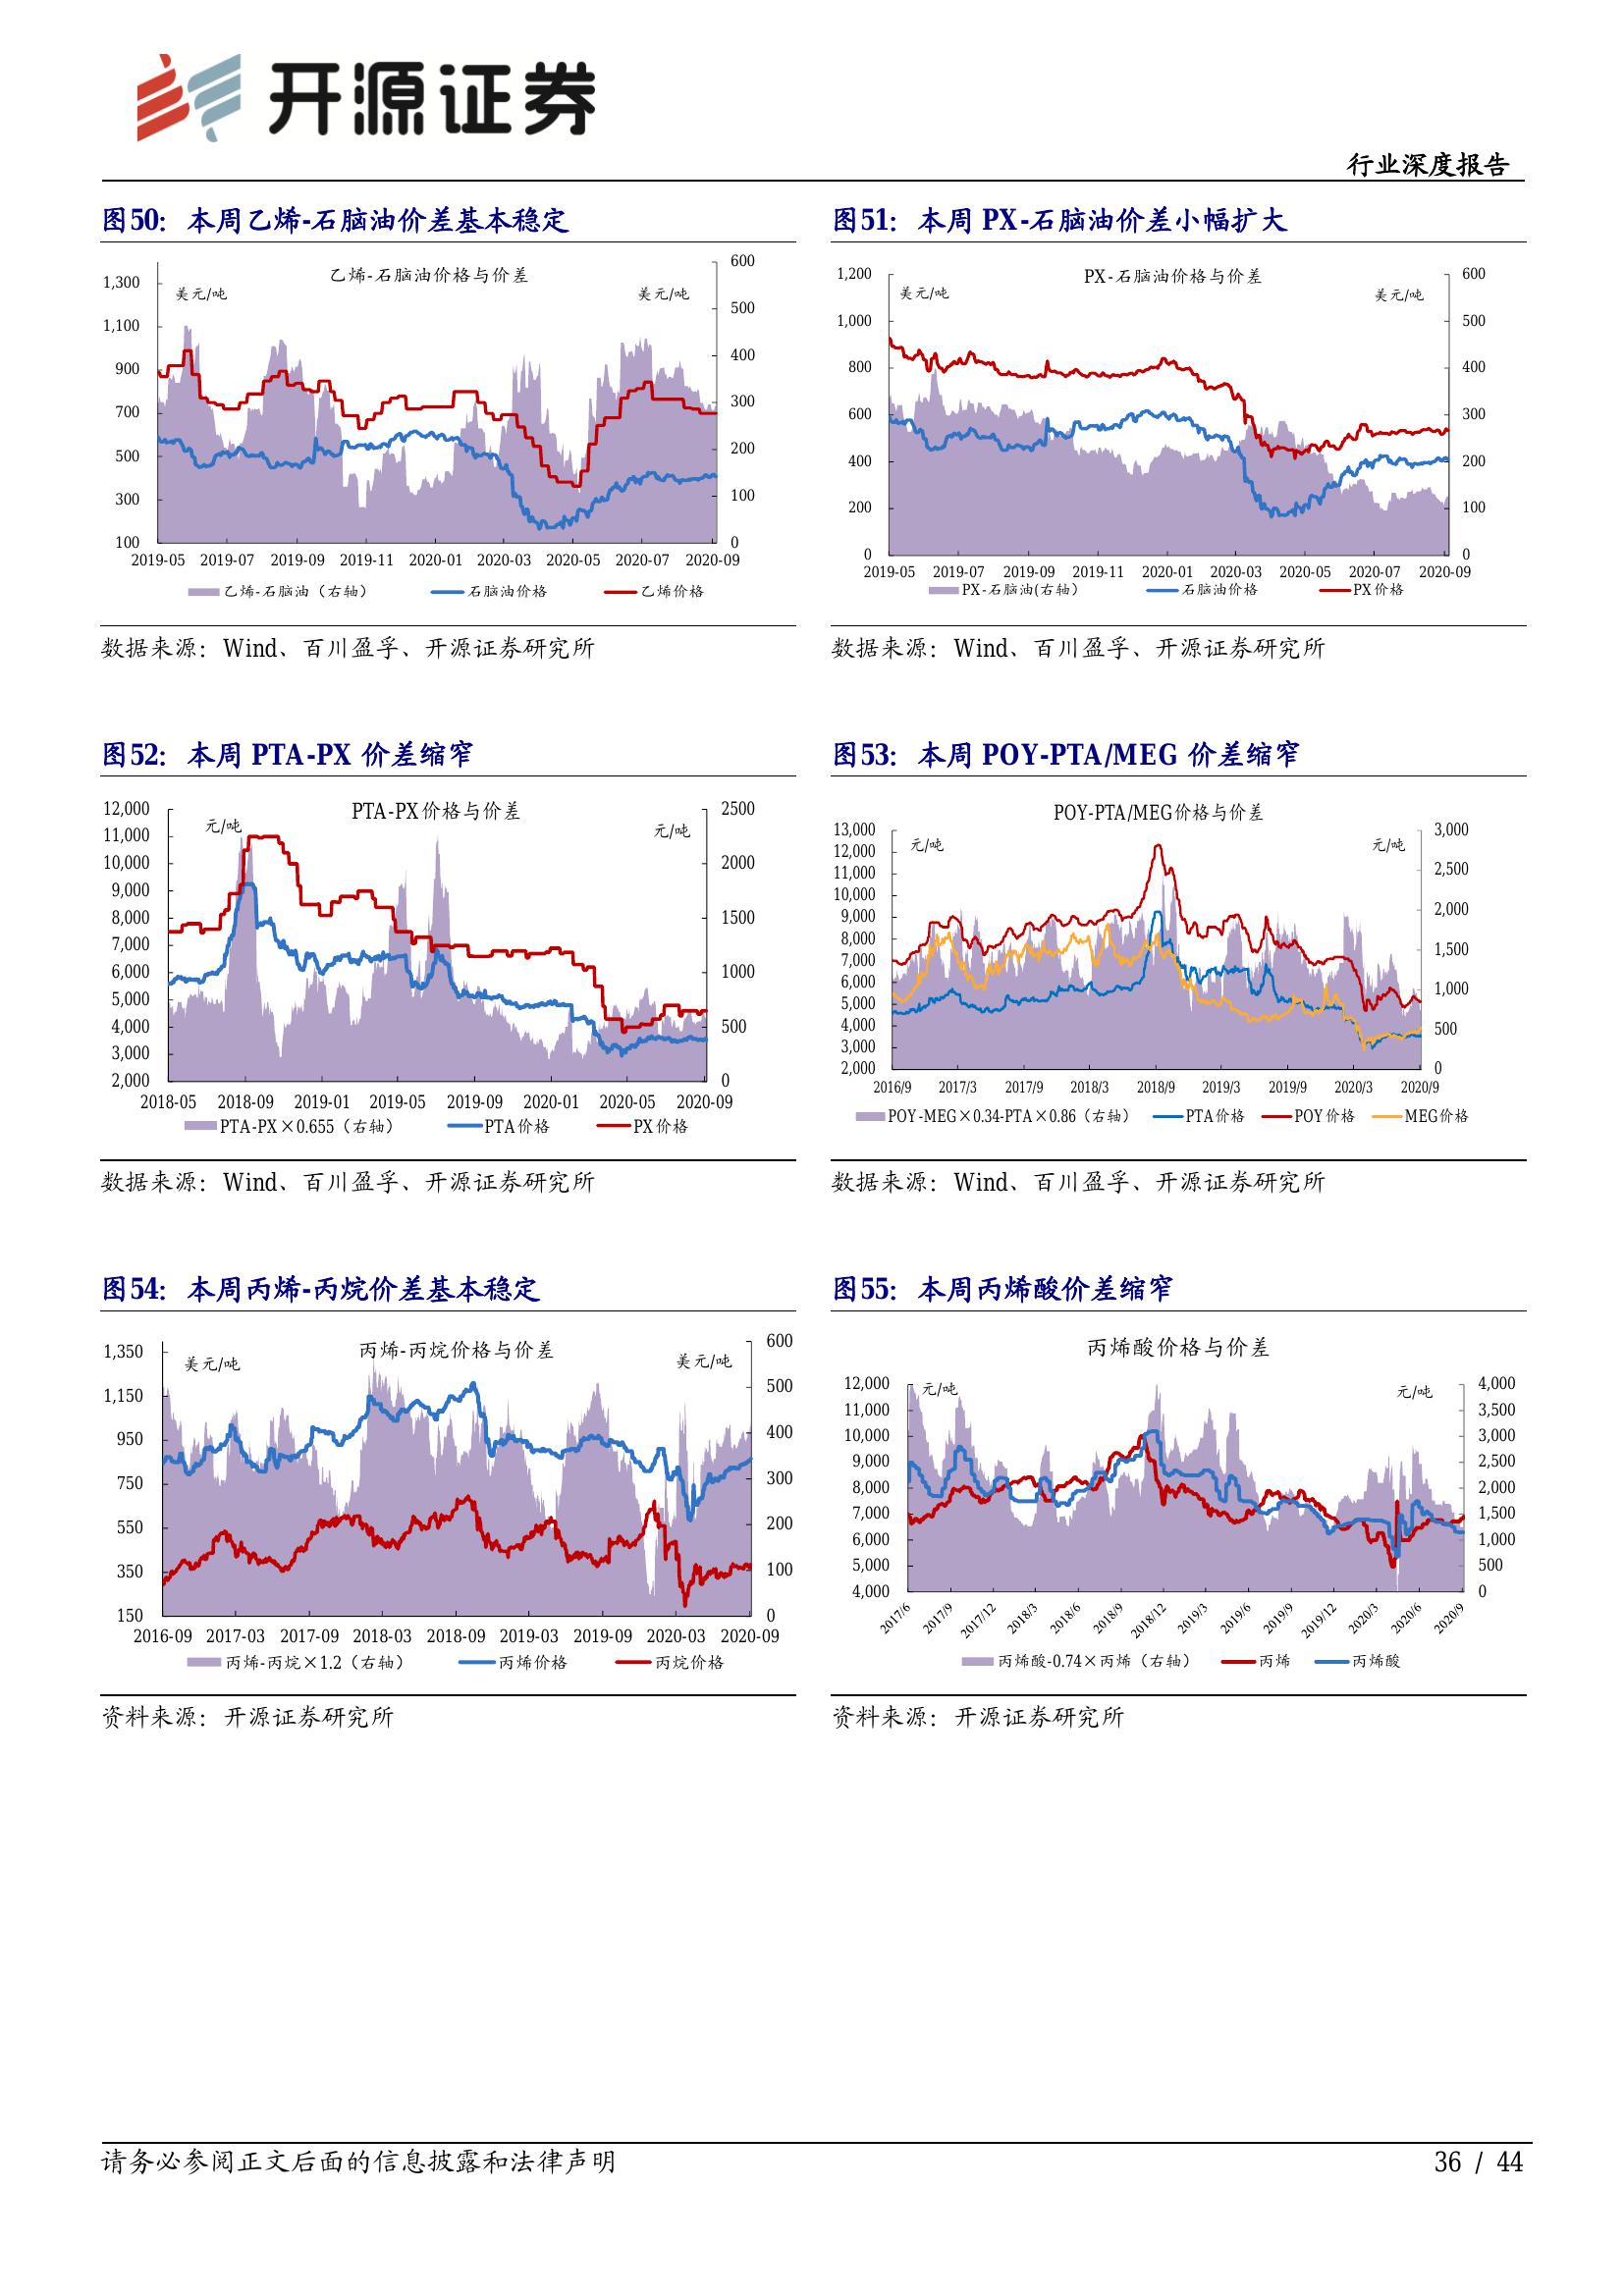 开源证券
行业深度报告
图50：本周乙烯-石脑油价差基本稳定
乙烯-石脑油价格与价差
美元/吨
美元/吨
1,300
1,100
900
700
500
300
100
600
500
400
300
200
100
0
2019-05 2019-07 2019-09 2019-11 2020-01 2020-03 2020-05 2020-07 2020-09
乙烯-石脑油（右轴） 石脑油价格 乙烯价格
数据来源：Wind、百川盈孚、开源证券研究所
图51：本周 PX-石脑油价差小幅扩大
PX-石脑油价格与价差
美元/吨
美元/吨
1,200
1,000
800
600
400
200
0
600
500
400
300
200
100
0
2019-05 2019-07 2019-09 2019-11 2020-01 2020-03 2020-05 2020-07 2020-09
PX-石脑油(右轴） 石脑油价格 PX价格
数据来源：Wind、百川盈孚、开源证券研究所
图52：本周 PTA-PX 价差缩窄
PTA-PX价格与价差
元/吨
元/吨
12,000
11,000
10,000
9,000
8,000
7,000
6,000
5,000
4,000
3,000
2,000
2500
2000
1500
1000
500
0
2018-05 2018-09 2019-01 2019-05 2019-09 2020-01 2020-05 2020-09
PTA-PX×0.655（右轴） PTA价格 PX价格
数据来源：Wind、百川盈孚、开源证券研究所
图53：本周 POY-PTA/MEG 价差缩窄
POY-PTA/MEG价格与价差
元/吨
元/吨
13,000
12,000
11,000
10,000
9,000
8,000
7,000
6,000
5,000
4,000
3,000
2,000
3,000
2,500
2,000
1,500
1,000
500
0
2016/9 2017/3 2017/9 2018/3 2018/9 2019/3 2019/9 2020/3 2020/9
POY-MEG×0.34-PTA×0.86（右轴） PTA价格 POY价格 MEG价格
数据来源：Wind、百川盈孚、开源证券研究所
图54：本周丙烯-丙烷价差基本稳定
丙烯-丙烷价格与价差
美元/吨
美元/吨
1,350
1,150
950
750
550
350
150
600
500
400
300
200
100
0
2016-09 2017-03 2017-09 2018-03 2018-09 2019-03 2019-09 2020-03 2020-09
丙烯-丙烷×1.2（右轴） 丙烯价格 丙烷价格
资料来源：开源证券研究所
图55：本周丙烯酸价差缩窄
丙烯酸价格与价差
元/吨
元/吨
12,000
11,000
10,000
9,000
8,000
7,000
6,000
5,000
4,000
4,000
3,500
3,000
2,500
2,000
1,500
1,000
500
0
2017/6 2017/9 2017/12 2018/3 2018/6 2018/9 2018/12 2019/3 2019/6 2019/9 2019/12 2020/3 2020/6 2020/9
丙烯酸-0.74×丙烯（右轴） 丙烯 丙烯酸
资料来源：开源证券研究所
请务必参阅正文后面的信息披露和法律声明
36 / 44